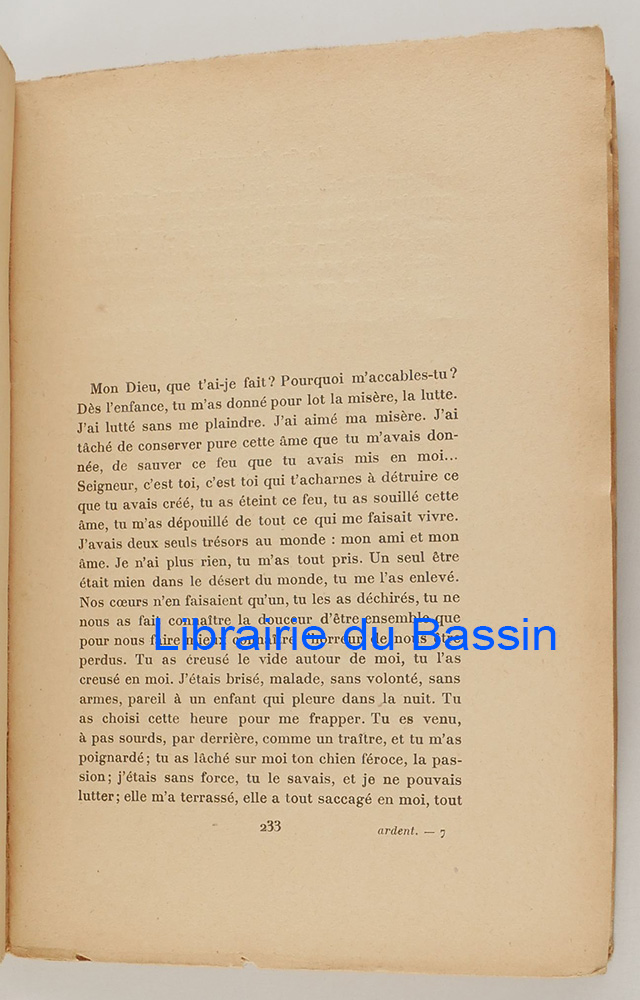 Mon Dieu, que t'ai-je fait? Pourquoi m'accables-tu?
Dès l'enfance, tu m'as donné pour lot la misère, la lutte.
J'ai lutté sans me plaindre. J'ai aimé ma misère. J'ai
tâché de conserver pure cette âme que tu m'avais don-
née, de sauver ce feu que tu avais mis en moi...
Seigneur, c'est toi, c'est toi qui t'acharnes à détruire ce
que tu avais créé, tu as éteint ce feu, tu as souillé cette
âme, tu m'as dépouillé de tout ce qui me faisait vivre.
J'avais deux seuls trésors au monde : mon ami et mon
âme. Je n'ai plus rien, tu m'as tout pris. Un seul être
était mien dans le désert du monde, tu me l'as enlevé.
Nos cœurs n'en faisaient qu'un, tu les as déchirés, tu ne
nous as fait connaître la douceur d'être ensemble que
pour nous faire mieux connaître l'horreur de nous être
Librairie du Bassin
perdus. Tu as creusé le vide autour de moi, tu l'as
creusé en moi. J'étais brisé, malade, sans volonté, sans
armes, pareil à un enfant qui pleure dans la nuit. Tu
as choisi cette heure pour me frapper. Tu es venu,
à pas sourds, par derrière, comme un traître, et tu m'as
poignardé; tu as lâché sur moi ton chien féroce, la pas-
sion; j'étais sans force, tu le savais, et je ne pouvais
lutter; elle m'a terrassé, elle a tout saccagé en moi, tout
233
ardent. — 7